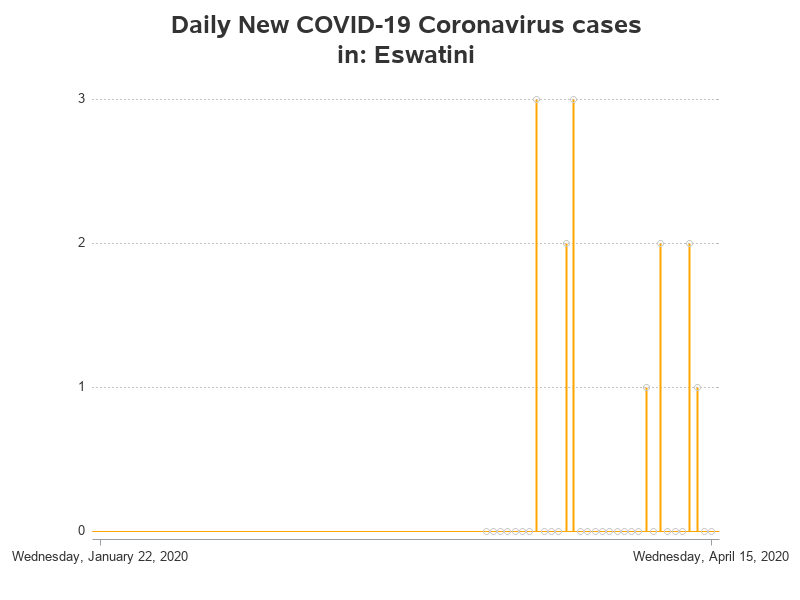 Daily New COVID-19 Coronavirus cases
in: Eswatini
3
2
1
0
Wednesday, January 22, 2020 Wednesday, April 15, 2020